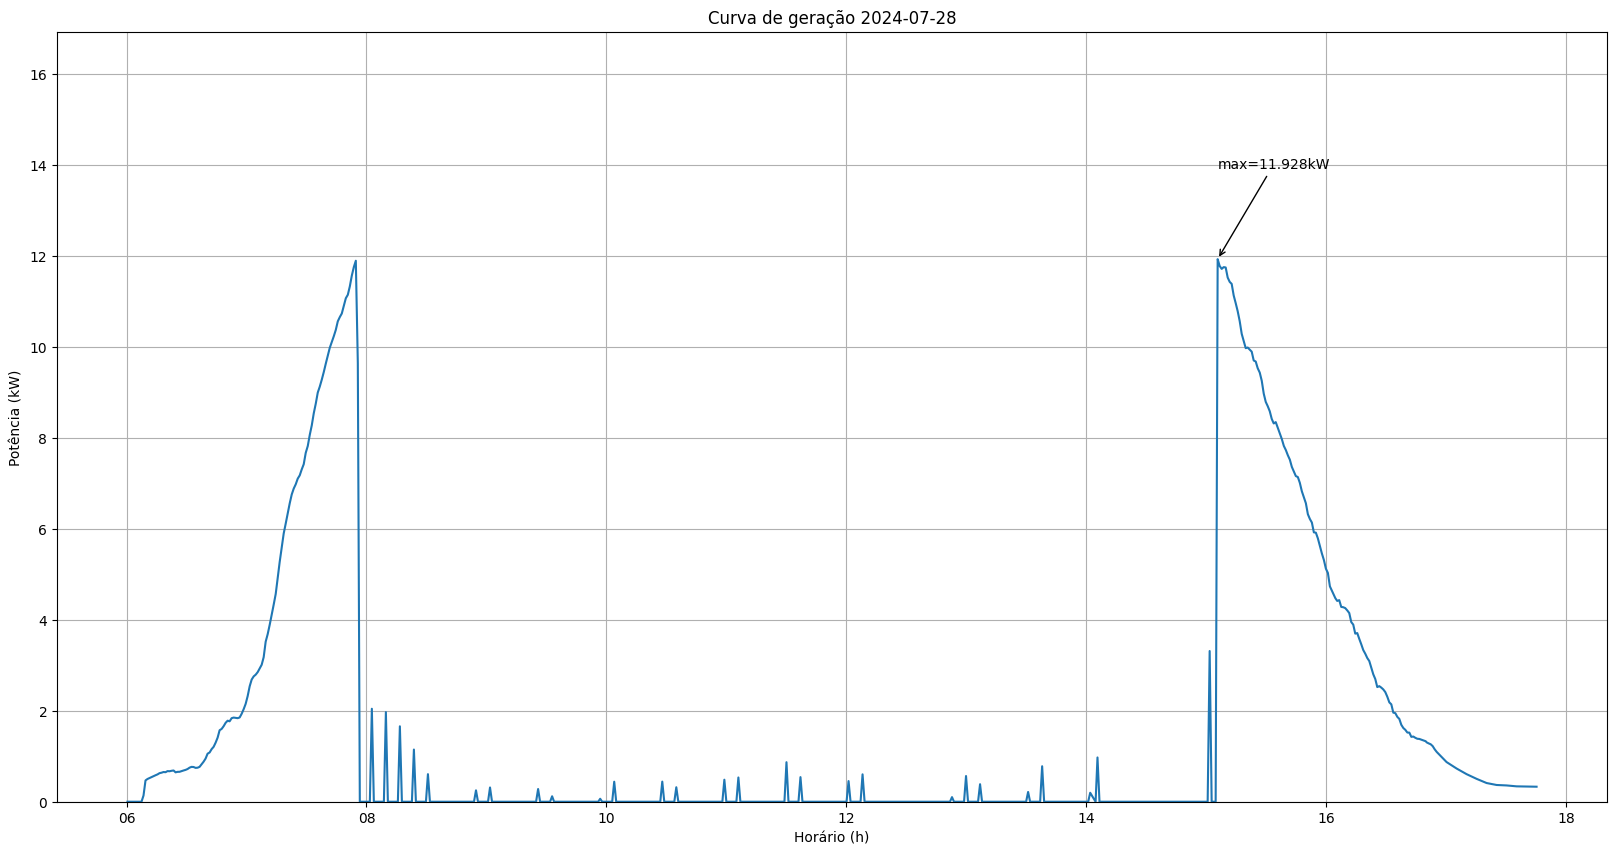 Curva de geração 2024-07-28
16
14
12
10
8
6
4
2
0
max=11.928kW
Potência (kW)
06 08 10 12 14 16 18
Horário (h)